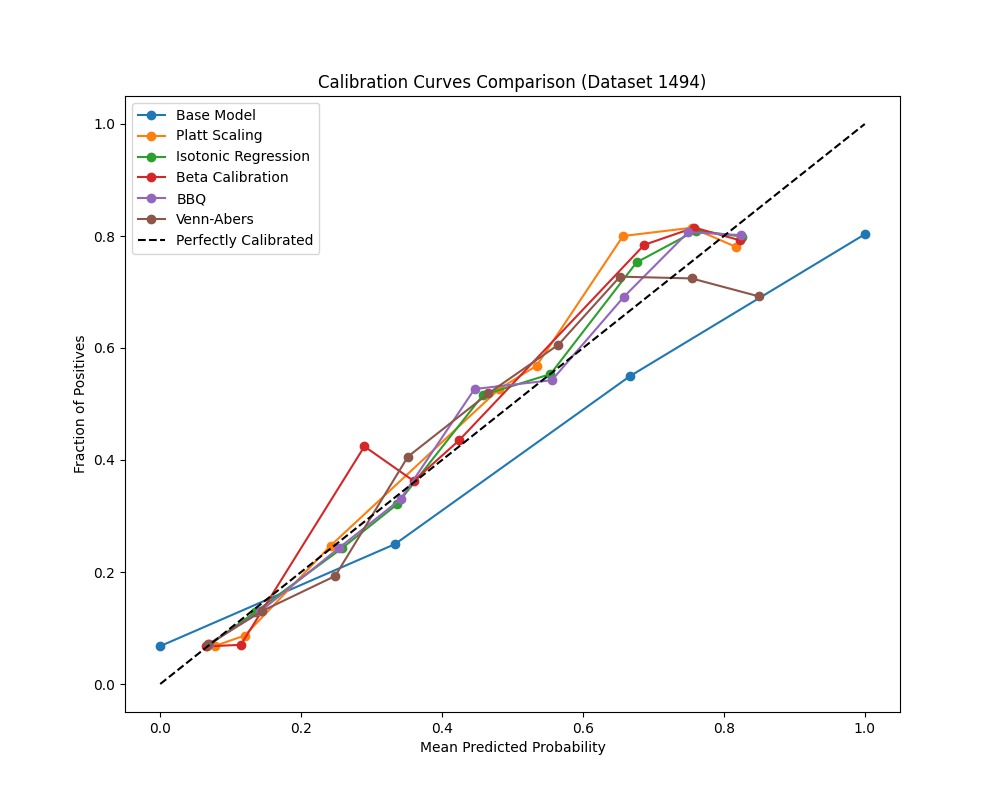 Calibration Curves Comparison (Dataset 1494)
Base Model
Platt Scaling
Isotonic Regression
Beta Calibration
BBQ
Venn-Abers
Perfectly Calibrated
Fraction of Positives
1.0
0.8
0.6
0.4
0.2
0.0
0.0 0.2 0.4 0.6 0.8 1.0
Mean Predicted Probability